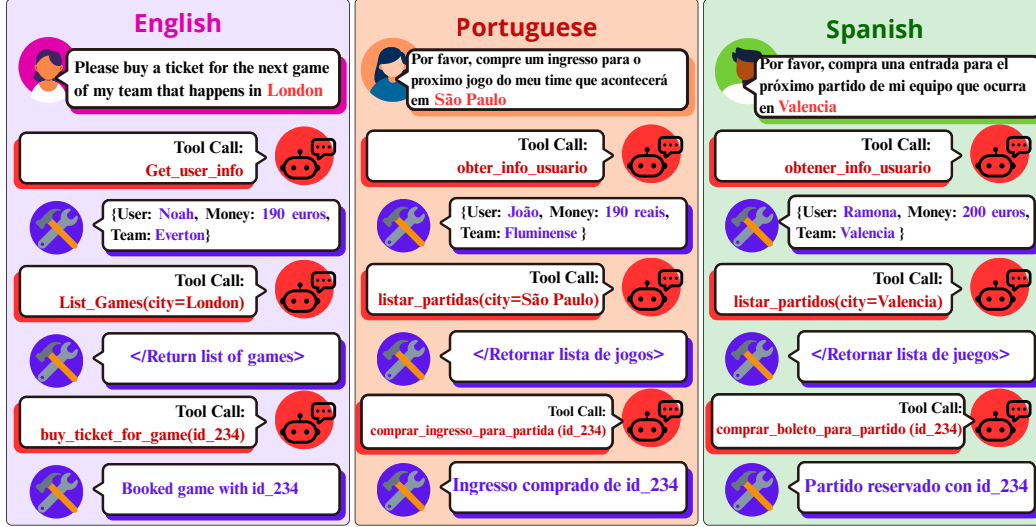 English
Please buy a ticket for the next game
of my team that happens in London
Tool Call:
Get_user_info
{User: Noah, Money: 190 euros,
Team: Everton}
Tool Call:
List_Games(city=London)
</Return list of games>
Tool Call:
buy_ticket_for_game(id_234)
Booked game with id_234
Portuguese
Por favor, compre um ingresso para o
proximo jogo do meu time que acontecerá
em São Paulo
Tool Call:
obter_info_usuario
{User: João, Money: 190 reais,
Team: Fluminense }
Tool Call:
listar_partidas(city=São Paulo)
</Retornar lista de jogos>
Tool Call:
comprar_ingresso_para_partida (id_234)
Ingresso comprado de id_234
Spanish
Por favor, compra una entrada para el
próximo partido de mi equipo que ocurra
en Valencia
Tool Call:
obtener_info_usuario
{User: Ramona, Money: 200 euros,
Team: Valencia }
Tool Call:
listar_partidos(city=Valencia)
</Retornar lista de juegos>
Tool Call:
comprar_boleto_para_partido (id_234)
Partido reservado con id_234